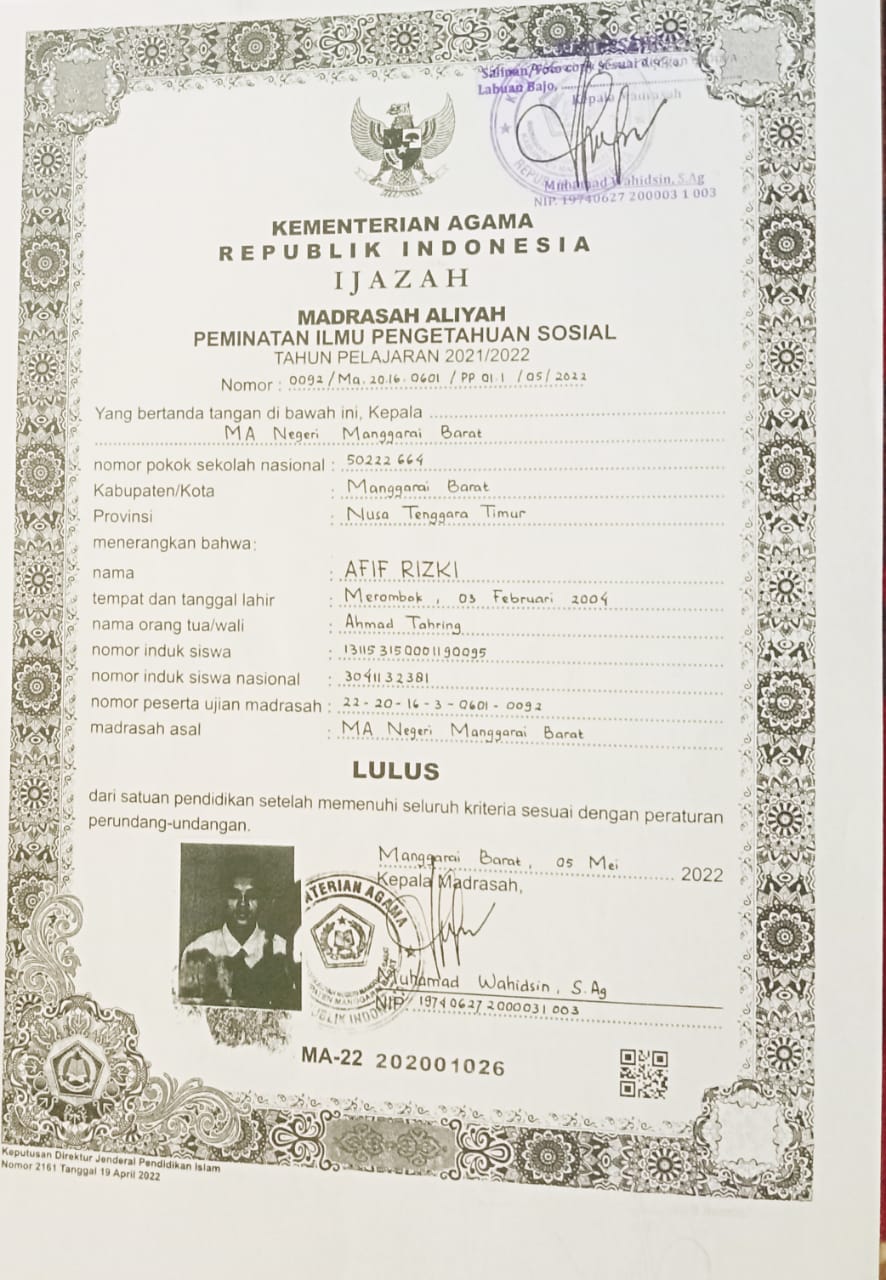 Salinan/Foto copy sesuai dengan
Labuan Bajo,
Kepala Madrasah
Muhamad Wahidsin, S.Ag
NIP. 19740627 200003 1 003
KEMENTERIAN AGAMA
REPUBLIK INDONESIA
IJAZAH
MADRASAH ALIYAH
PEMINATAN ILMU PENGETAHUAN SOSIAL
TAHUN PELAJARAN 2021/2022
Nomor : 0092/Ma.20.16.0601/PP 01.1/05/2022
Yang bertanda tangan di bawah ini, Kepala
MA Negeri Manggarai Barat
nomor pokok sekolah nasional : 50222664
Kabupaten/Kota : Manggarai Barat
Provinsi : Nusa Tenggara Timur
menerangkan bahwa:
nama : AFIF RIZKI
tempat dan tanggal lahir : Merombok, 03 Februari 2004
nama orang tua/wali : Ahmad Tahring
nomor induk siswa : 131153150001190095
nomor induk siswa nasional : 3041132381
nomor peserta ujian madrasah : 22-20-16-3-0601-0092
madrasah asal : MA Negeri Manggarai Barat
LULUS
dari satuan pendidikan setelah memenuhi seluruh kriteria sesuai dengan peraturan
perundang-undangan.
Manggarai Barat, 05 Mei 2022
Kepala Madrasah,
KEMENTERIAN AGAMA
Muhamad Wahidsin, S.Ag
NIP. 197406272000031003
MA-22 202001026
Keputusan Direktur Jenderal Pendidikan Islam
Nomor 2161 Tanggal 19 April 2022